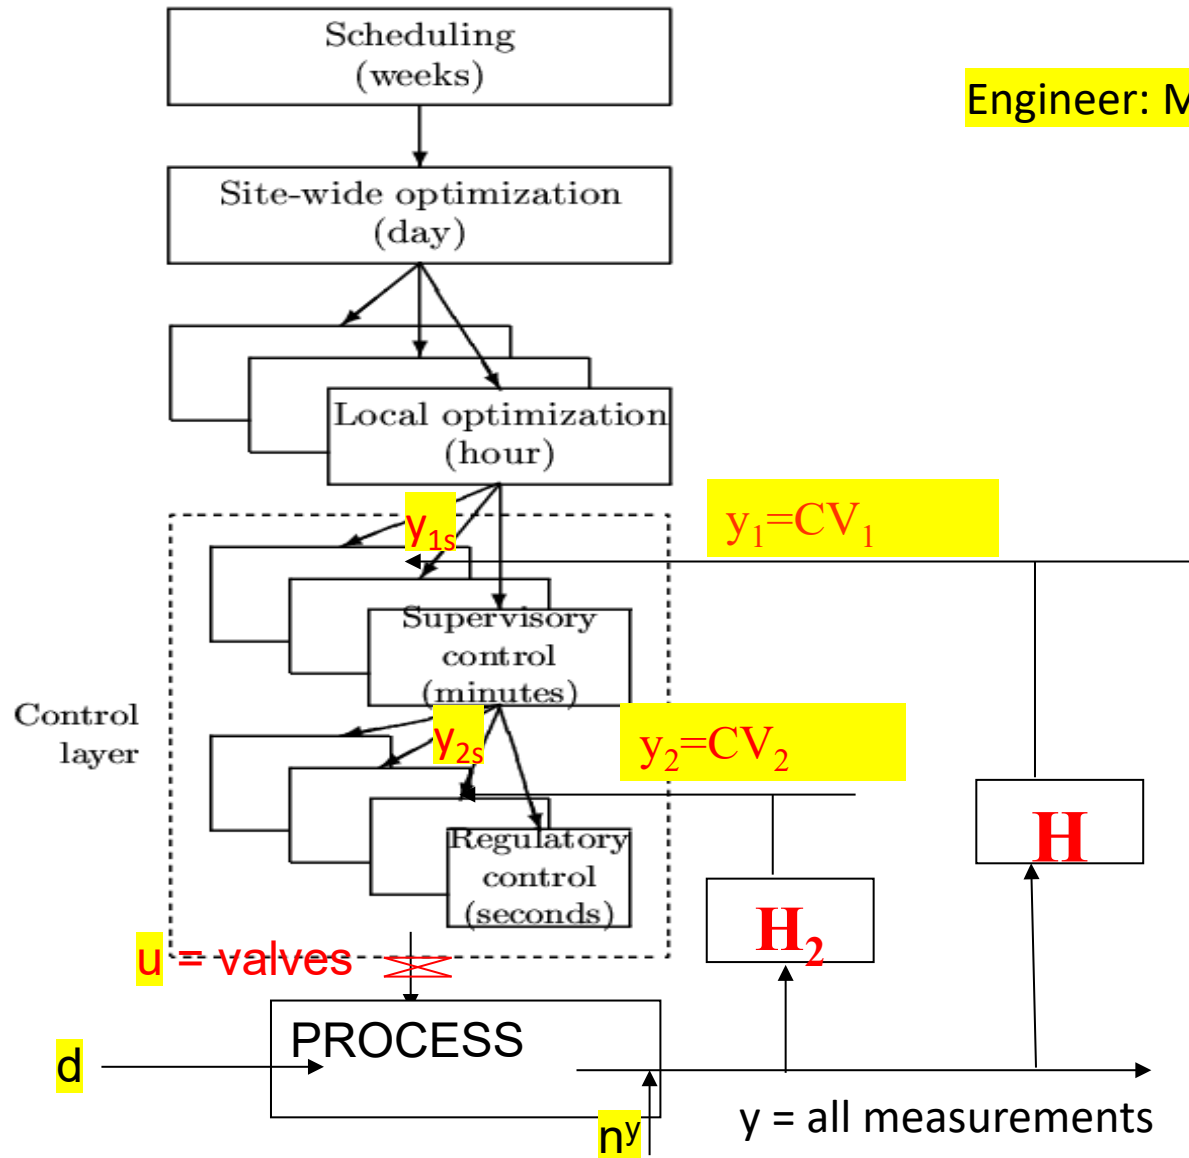 Scheduling
(weeks)
Engineer: M
Site-wide optimization
(day)
Local optimization
(hour)
y1s
y1=CV1
Supervisory
control
(minutes)
Control
layer
y2s
y2=CV2
Regulatory
control
(seconds)
H
H2
u = valves
PROCESS
d
ny
y = all measurements